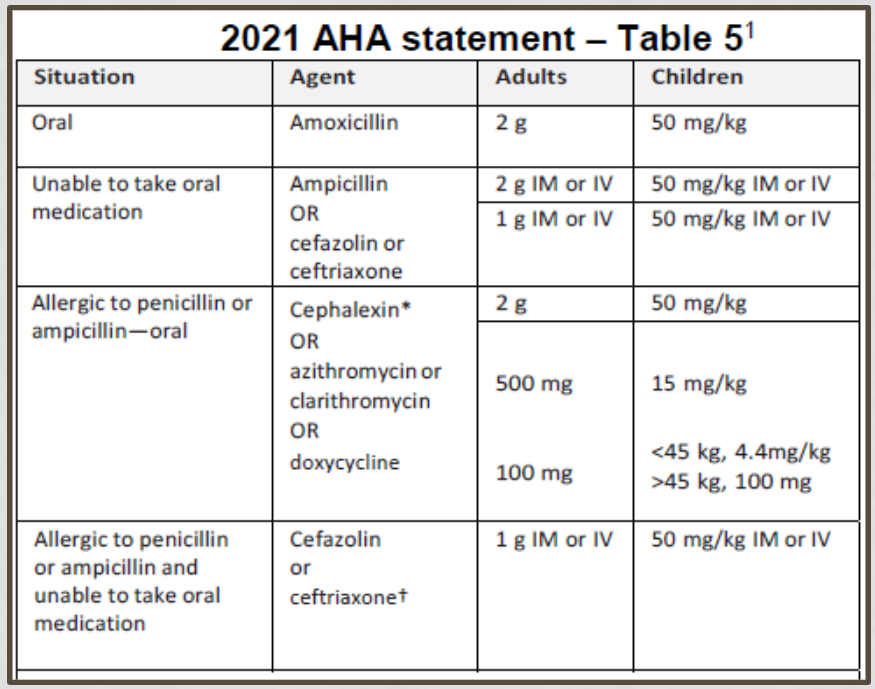 2021 AHA statement – Table 5¹
Situation Agent Adults Children
Oral Amoxicillin 2 g 50 mg/kg
Unable to take oral Ampicillin 2 g IM or IV 50 mg/kg IM or IV
medication OR 1 g IM or IV 50 mg/kg IM or IV
cefazolin or
ceftriaxone
Allergic to penicillin or Cephalexin* 2 g 50 mg/kg
ampicillin—oral OR
azithromycin or 500 mg 15 mg/kg
clarithromycin
OR <45 kg, 4.4mg/kg
doxycycline 100 mg >45 kg, 100 mg
Allergic to penicillin Cefazolin 1 g IM or IV 50 mg/kg IM or IV
or ampicillin and or
unable to take oral ceftriaxone†
medication